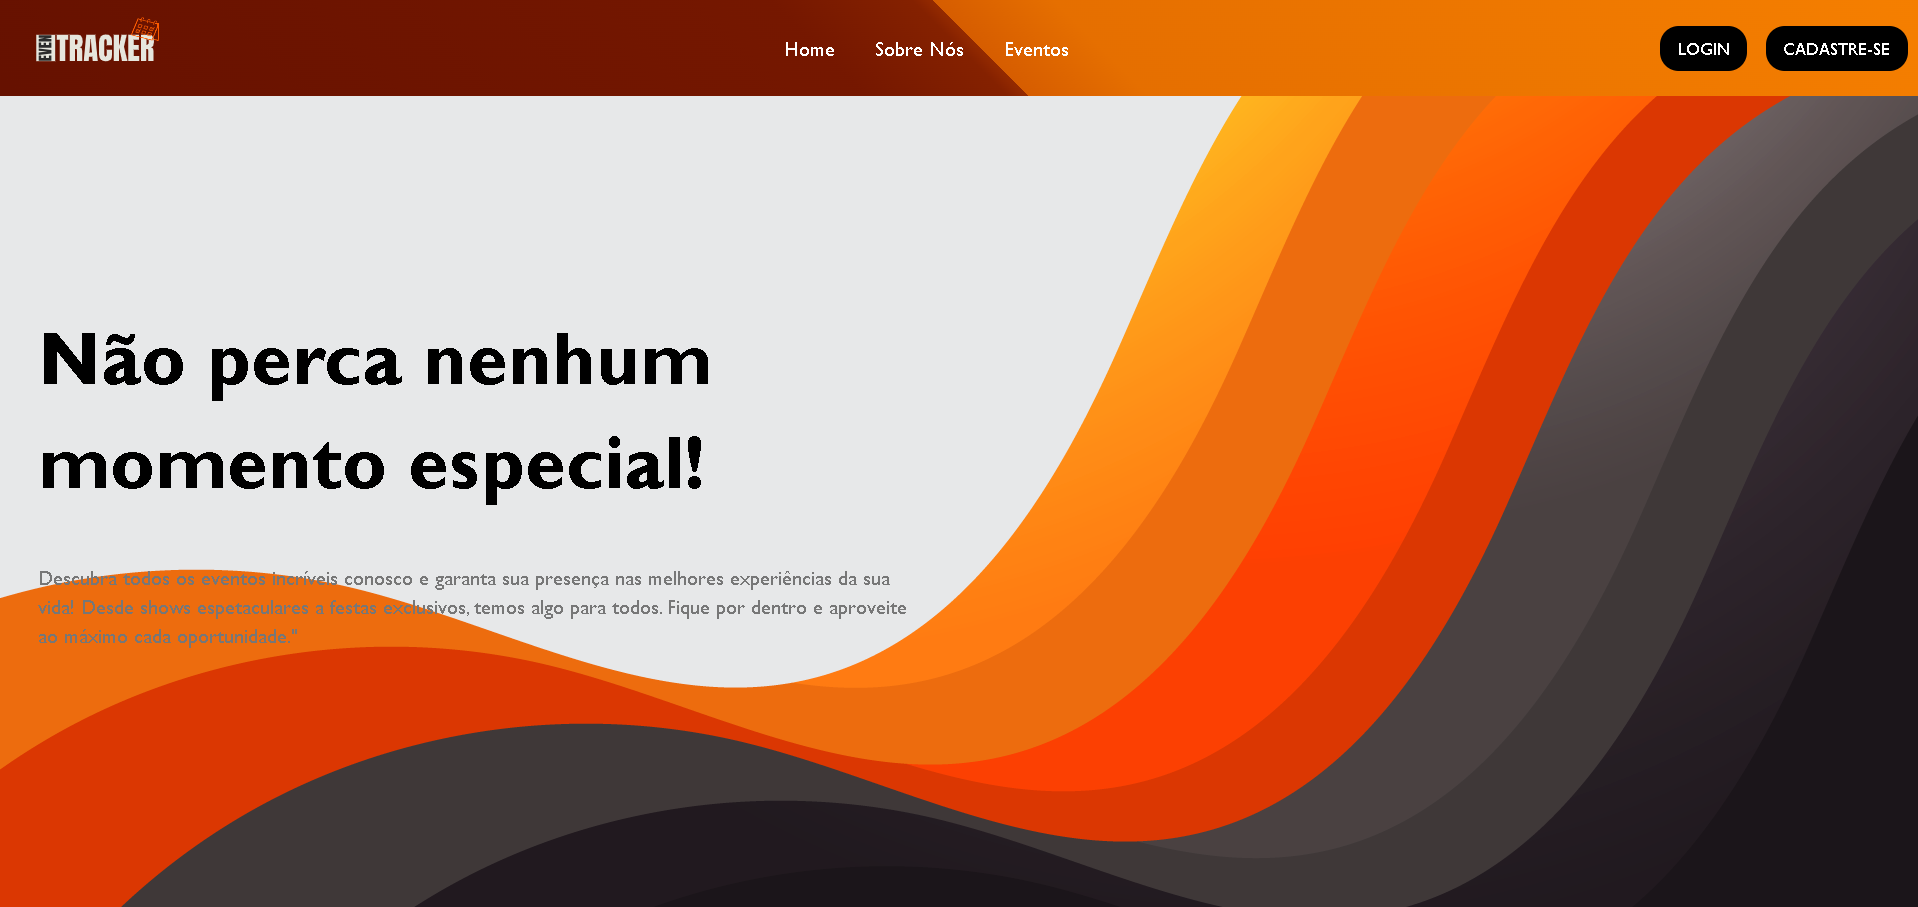 EVEN TRACKER
Home
Sobre Nós
Eventos
LOGIN
CADASTRE-SE
Não perca nenhum
momento especial!
Descubra todos os eventos incríveis conosco e garanta sua presença nas melhores experiências da sua
vida! Desde shows espetaculares a festas exclusivos, temos algo para todos. Fique por dentro e aproveite
ao máximo cada oportunidade."